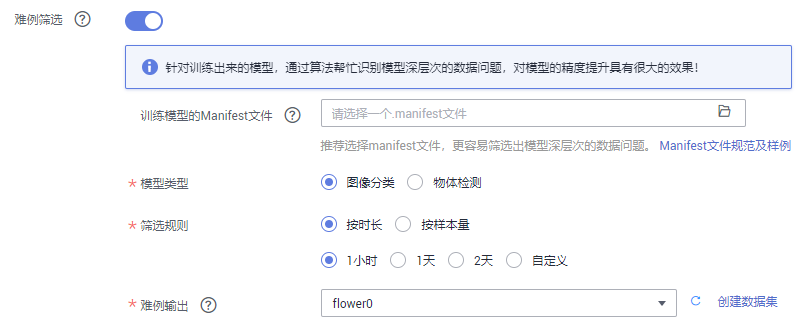 难例筛选 ?
针对训练出来的模型，通过算法帮忙识别模型深层次的数据问题，对模型的精度提升具有很大的效果！
训练模型的Manifest文件 ? 请选择一个.manifest文件
推荐选择manifest文件，更容易筛选出模型深层次的数据问题。 Manifest文件规范及样例
* 模型类型 图像分类 物体检测
* 筛选规则 按时长 按样本量
1小时 1天 2天 自定义
* 难例输出 ? flower0 创建数据集